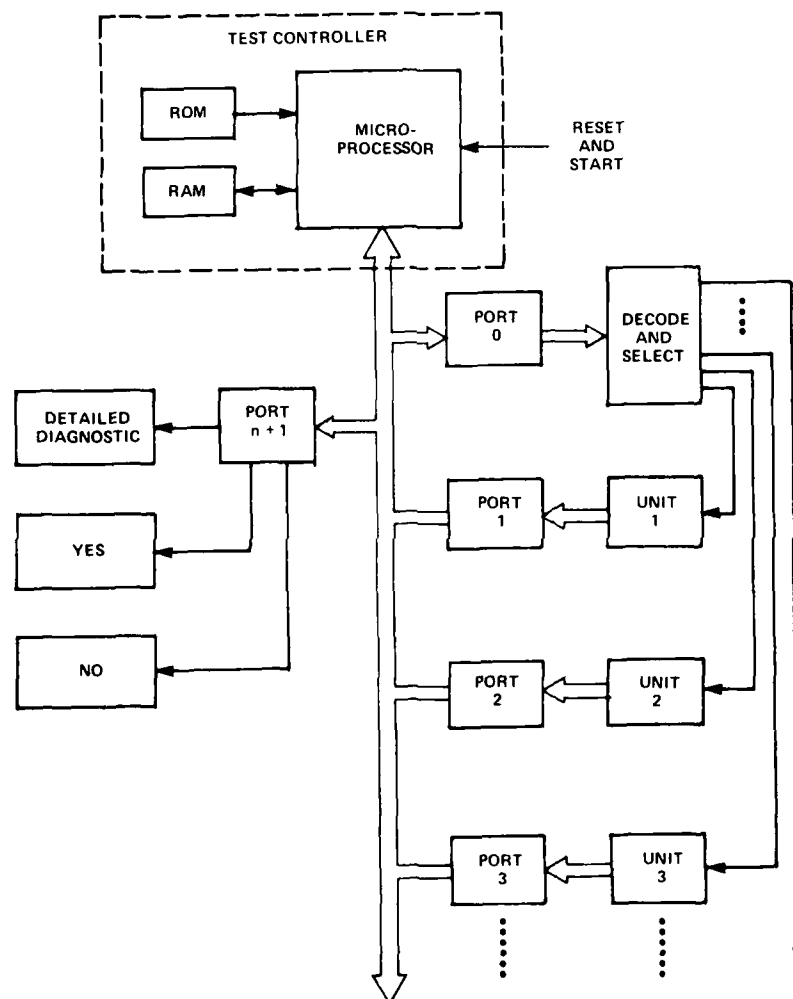 TEST CONTROLLER
ROM
RAM
MICRO-
PROCESSOR
RESET
AND
START
PORT
0
DECODE
AND
SELECT
DETAILED
DIAGNOSTIC
PORT
n + 1
YES
NO
PORT
1
UNIT
1
PORT
2
UNIT
2
PORT
3
UNIT
3